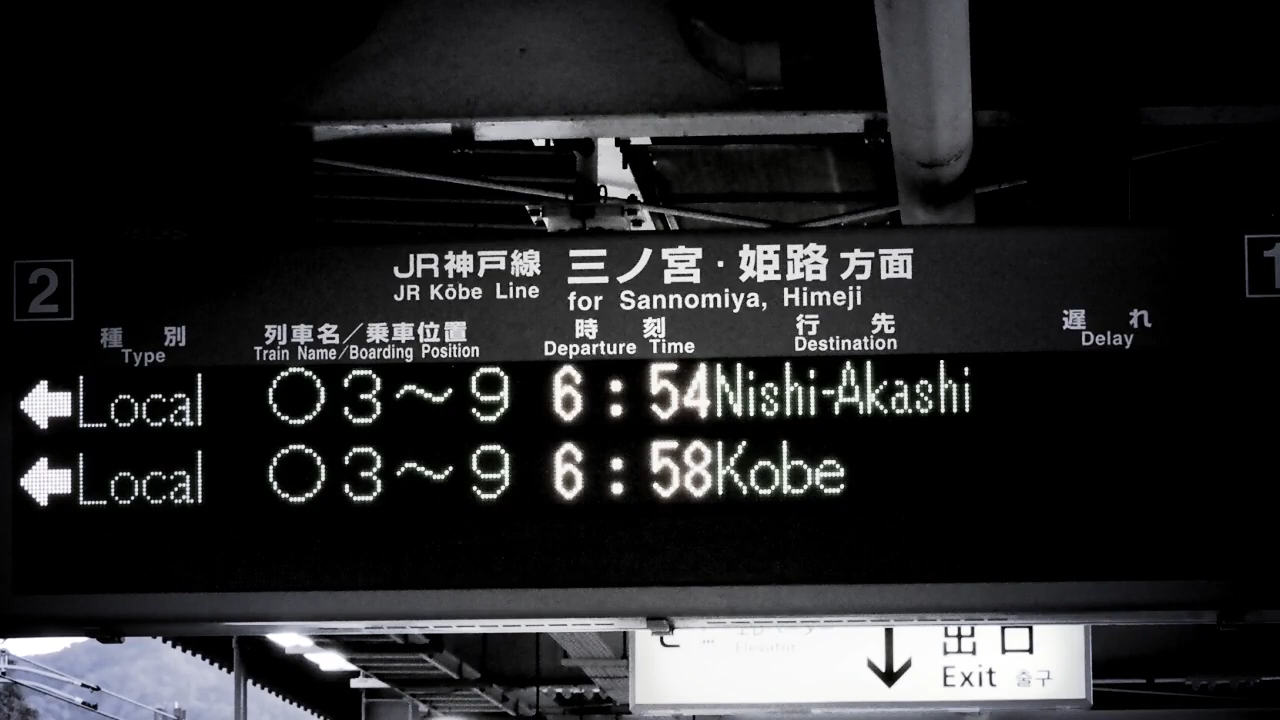 2
JR神戸線 三ノ宮・姫路方面
JR Kōbe Line for Sannomiya, Himeji
1
種別 列車名/乗車位置 時刻 行先 遅れ
Type Train Name/Boarding Position Departure Time Destination Delay
←Local ○3〜9 6:54 Nishi-Akashi
←Local ○3〜9 6:58 Kobe
Elevator ↓ 出口
Exit 출구